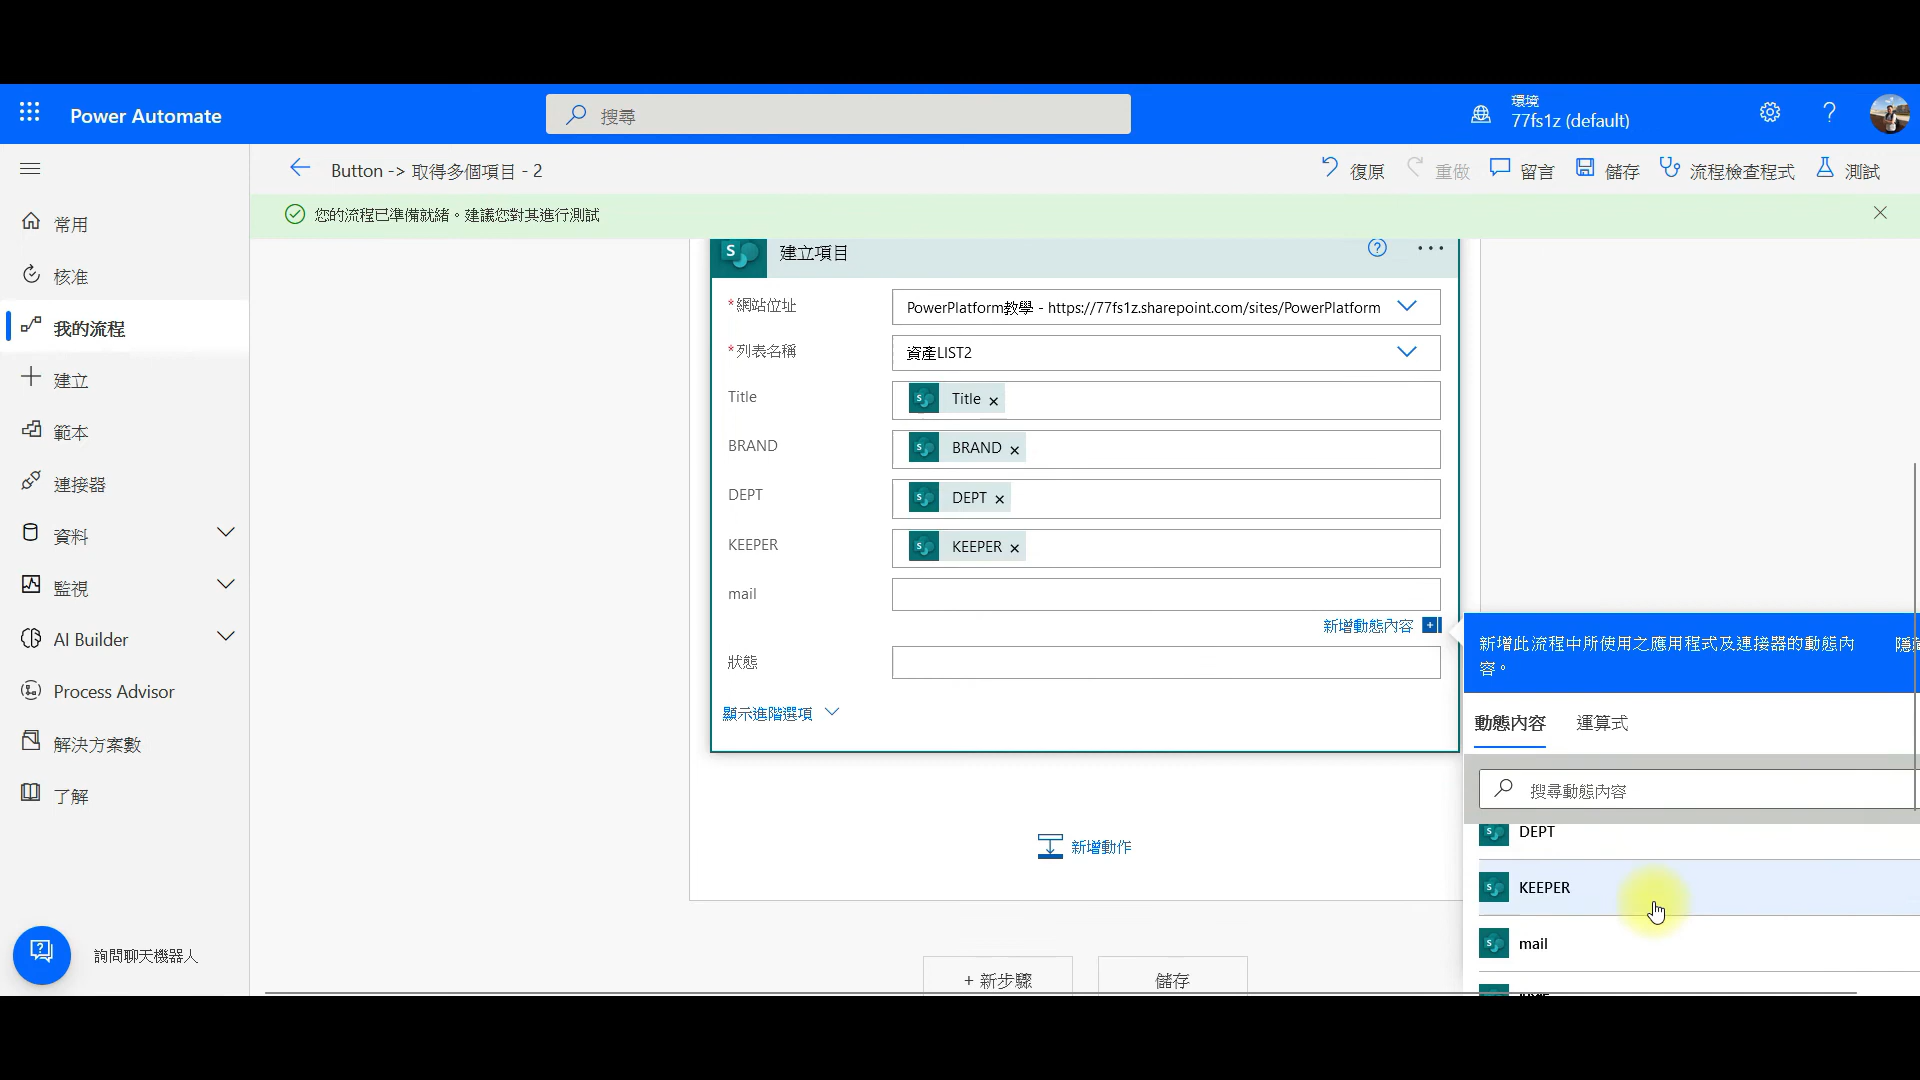 Power Automate
搜尋
環境
77fs1z (default)
Button -> 取得多個項目 - 2
復原
重做
留言
儲存
流程檢查程式
測試
您的流程已準備就緒。建議您對其進行測試
常用
核准
我的流程
建立
範本
連接器
資料
監視
AI Builder
Process Advisor
解決方案數
了解
詢問聊天機器人
建立項目
*網站位址
PowerPlatform教學 - https://77fs1z.sharepoint.com/sites/PowerPlatform
*列表名稱
資產LIST2
Title
Title ×
BRAND
BRAND ×
DEPT
DEPT ×
KEEPER
KEEPER ×
mail
新增動態內容
狀態
顯示進階選項
新增動作
+ 新步驟
儲存
新增此流程中所使用之應用程式及連接器的動態內
容。
動態內容
運算式
搜尋動態內容
DEPT
KEEPER
mail